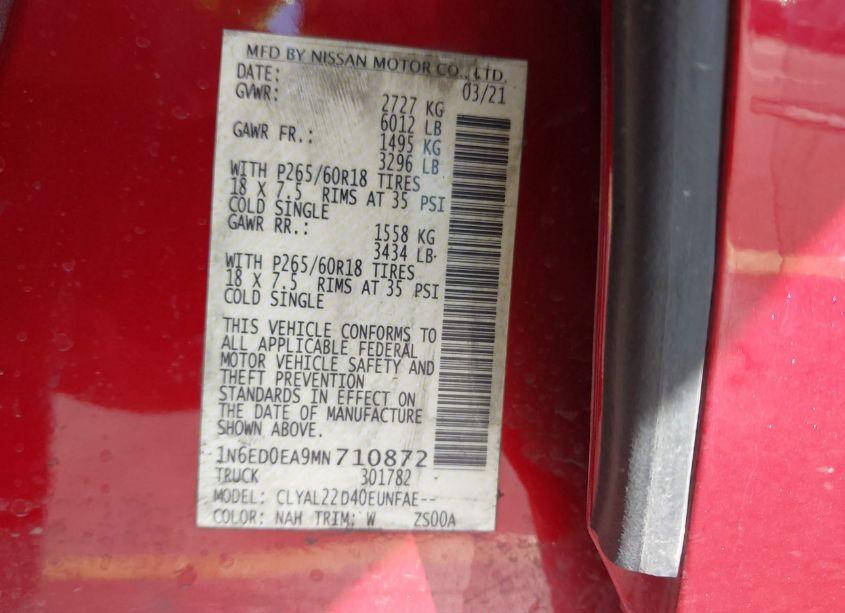 MFD BY NISSAN MOTOR CO., LTD.
DATE: 03/21
GVWR: 2727 KG
6012 LB
GAWR FR.: 1495 KG
3296 LB
WITH P265/60R18 TIRES
18 X 7.5 RIMS AT 35 PSI
COLD SINGLE
GAWR RR.: 1558 KG
3434 LB
WITH P265/60R18 TIRES
18 X 7.5 RIMS AT 35 PSI
COLD SINGLE
THIS VEHICLE CONFORMS TO
ALL APPLICABLE FEDERAL
MOTOR VEHICLE SAFETY AND
THEFT PREVENTION
STANDARDS IN EFFECT ON
THE DATE OF MANUFACTURE
SHOWN ABOVE.
1N6ED0EA9MN710872
TRUCK 301782
MODEL: CLYAL22D40EUNFAE--
COLOR: NAH TRIM: W ZS00A